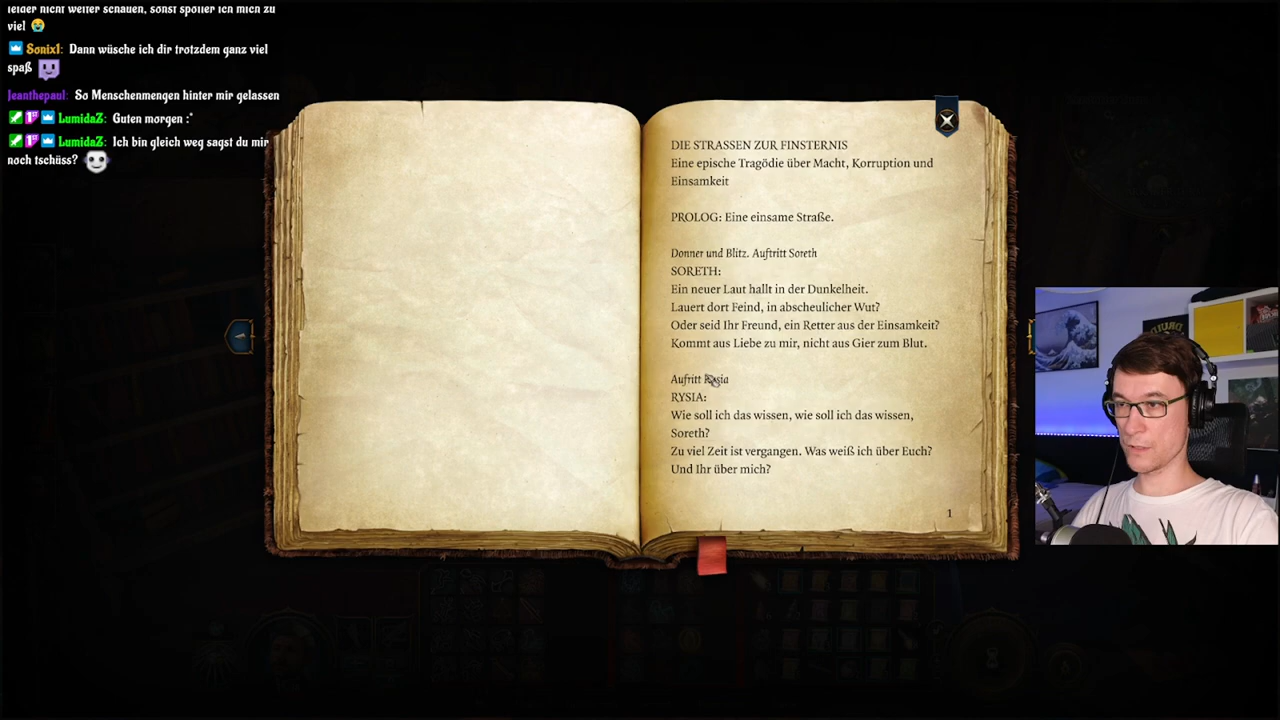 leider nicht weiter schauen, sonst spoiler ich mich zu
viel
Sonix1: Dann wüsche ich dir trotzdem ganz viel
spaß
Jeanthepaul: So Menschenmengen hinter mir gelassen
LumidaZ: Guten morgen :*
LumidaZ: Ich bin gleich weg sagst du mir
noch tschüss?
DIE STRASSEN ZUR FINSTERNIS
Eine epische Tragödie über Macht, Korruption und
Einsamkeit
PROLOG: Eine einsame Straße.
Donner und Blitz. Auftritt Soreth
SORETH:
Ein neuer Laut hallt in der Dunkelheit.
Lauert dort Feind, in abscheulicher Wut?
Oder seid Ihr Freund, ein Retter aus der Einsamkeit?
Kommt aus Liebe zu mir, nicht aus Gier zum Blut.
Aufritt Rysia
RYSIA:
Wie soll ich das wissen, wie soll ich das wissen,
Soreth?
Zu viel Zeit ist vergangen. Was weiß ich über Euch?
Und Ihr über mich?
1